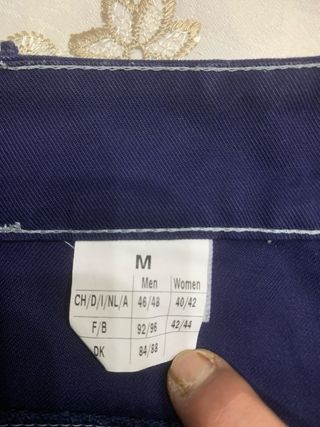 M
Men Women
CH/D/I/NL/A 46/48 40/42
F/B 92/96 42/44
DK 84/88